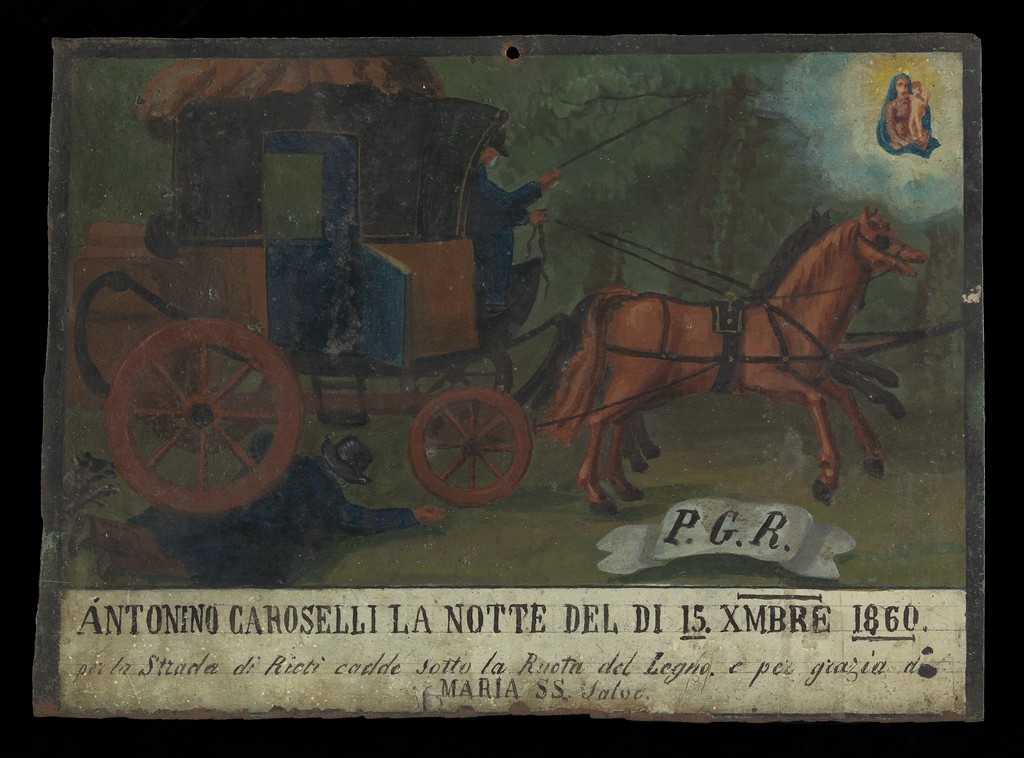 P. G. R.
ANTONINO CAROSELLI LA NOTTE DEL DI 15. XMBRE 1860.
per la Strada di Rieti cadde sotto la Ruota del Legno, e per grazia di
MARIA SS. Salvo.